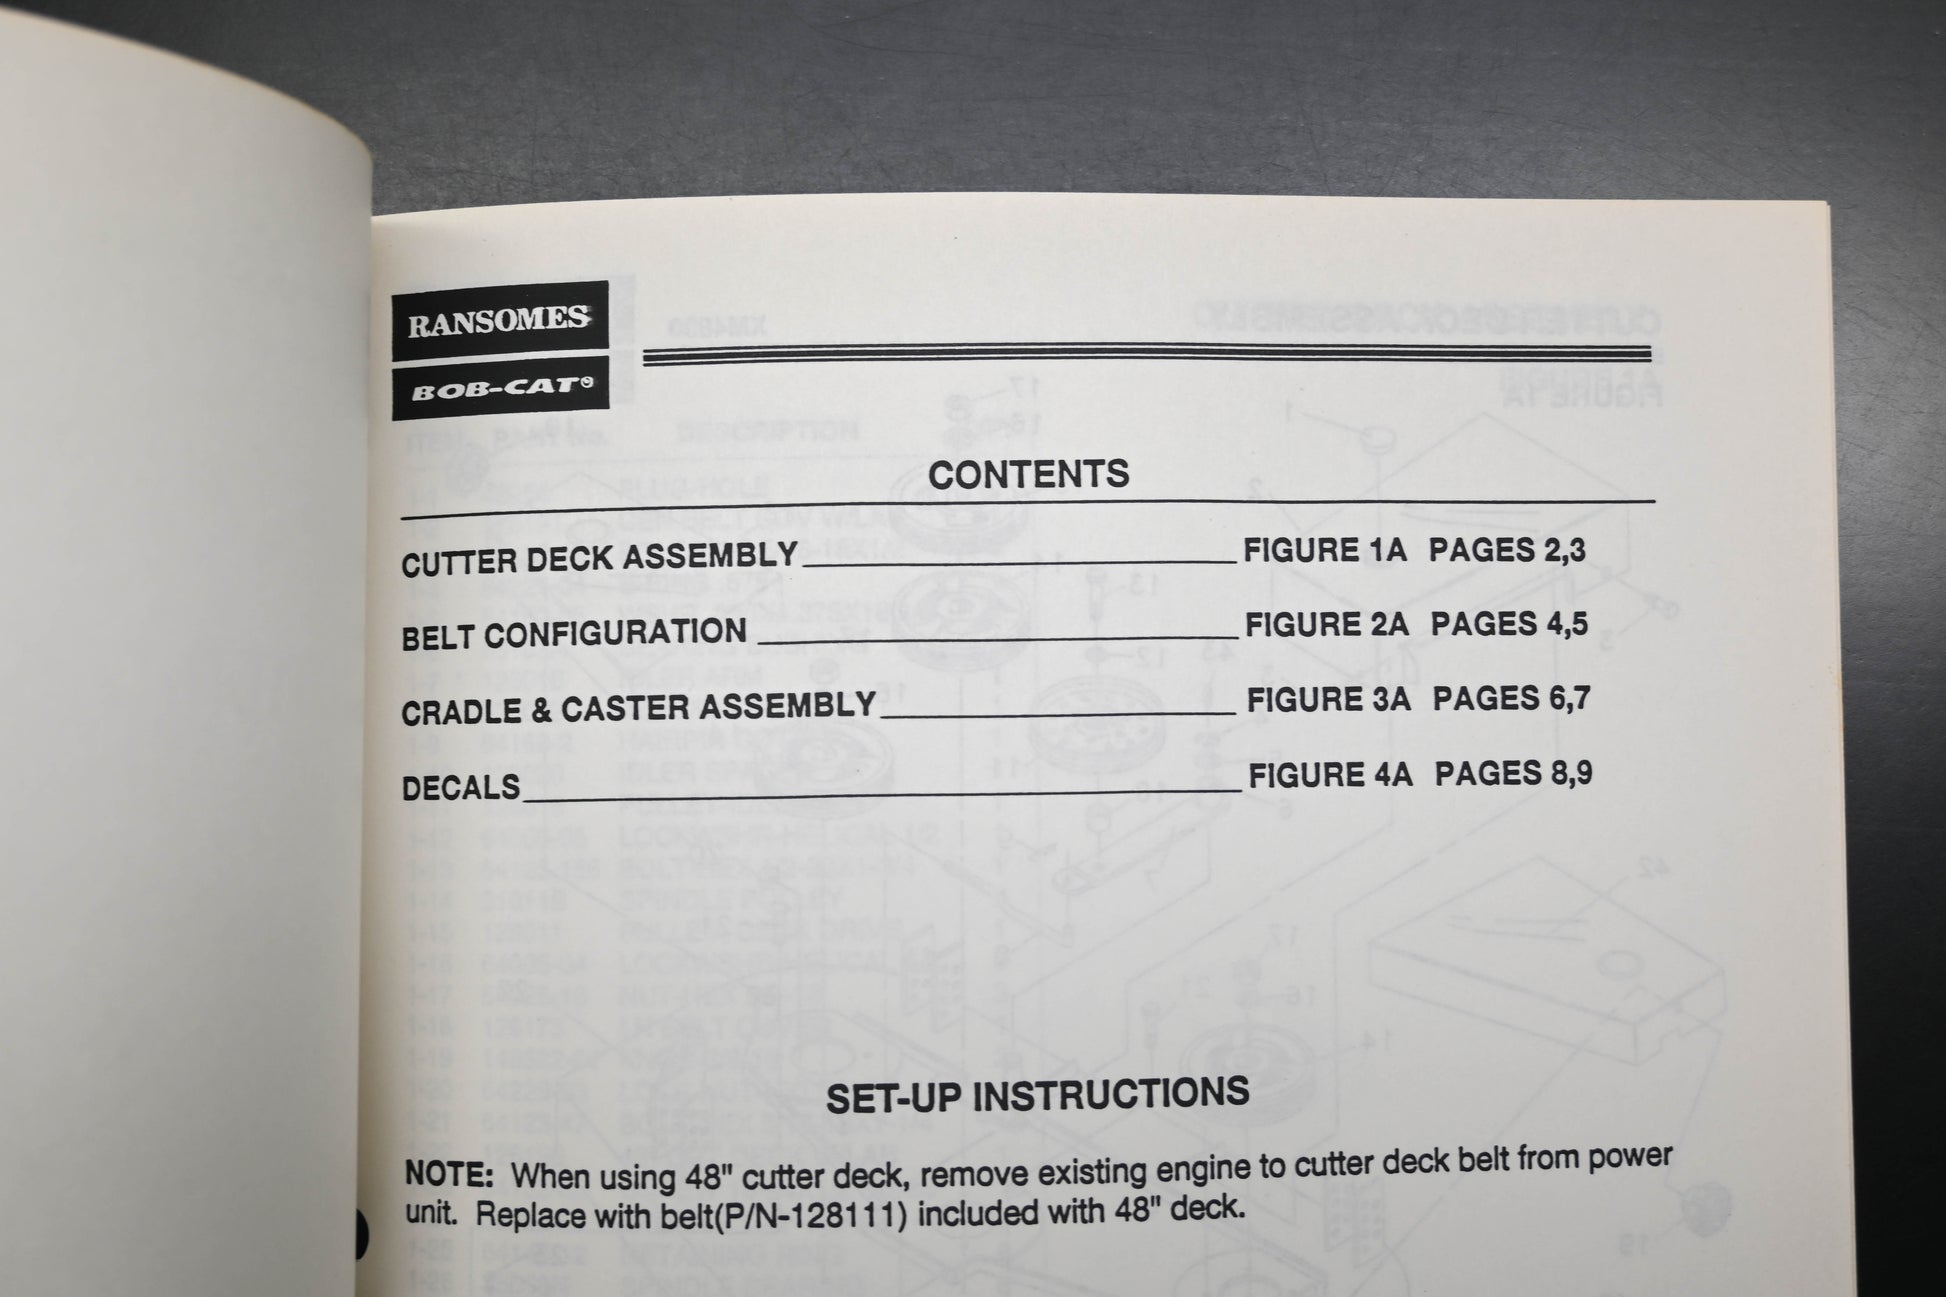 RANSOMES
BOB-CAT®
CONTENTS
CUTTER DECK ASSEMBLY FIGURE 1A PAGES 2,3
BELT CONFIGURATION FIGURE 2A PAGES 4,5
CRADLE & CASTER ASSEMBLY FIGURE 3A PAGES 6,7
DECALS FIGURE 4A PAGES 8,9
SET-UP INSTRUCTIONS
NOTE: When using 48" cutter deck, remove existing engine to cutter deck belt from power
unit. Replace with belt(P/N-128111) included with 48" deck.